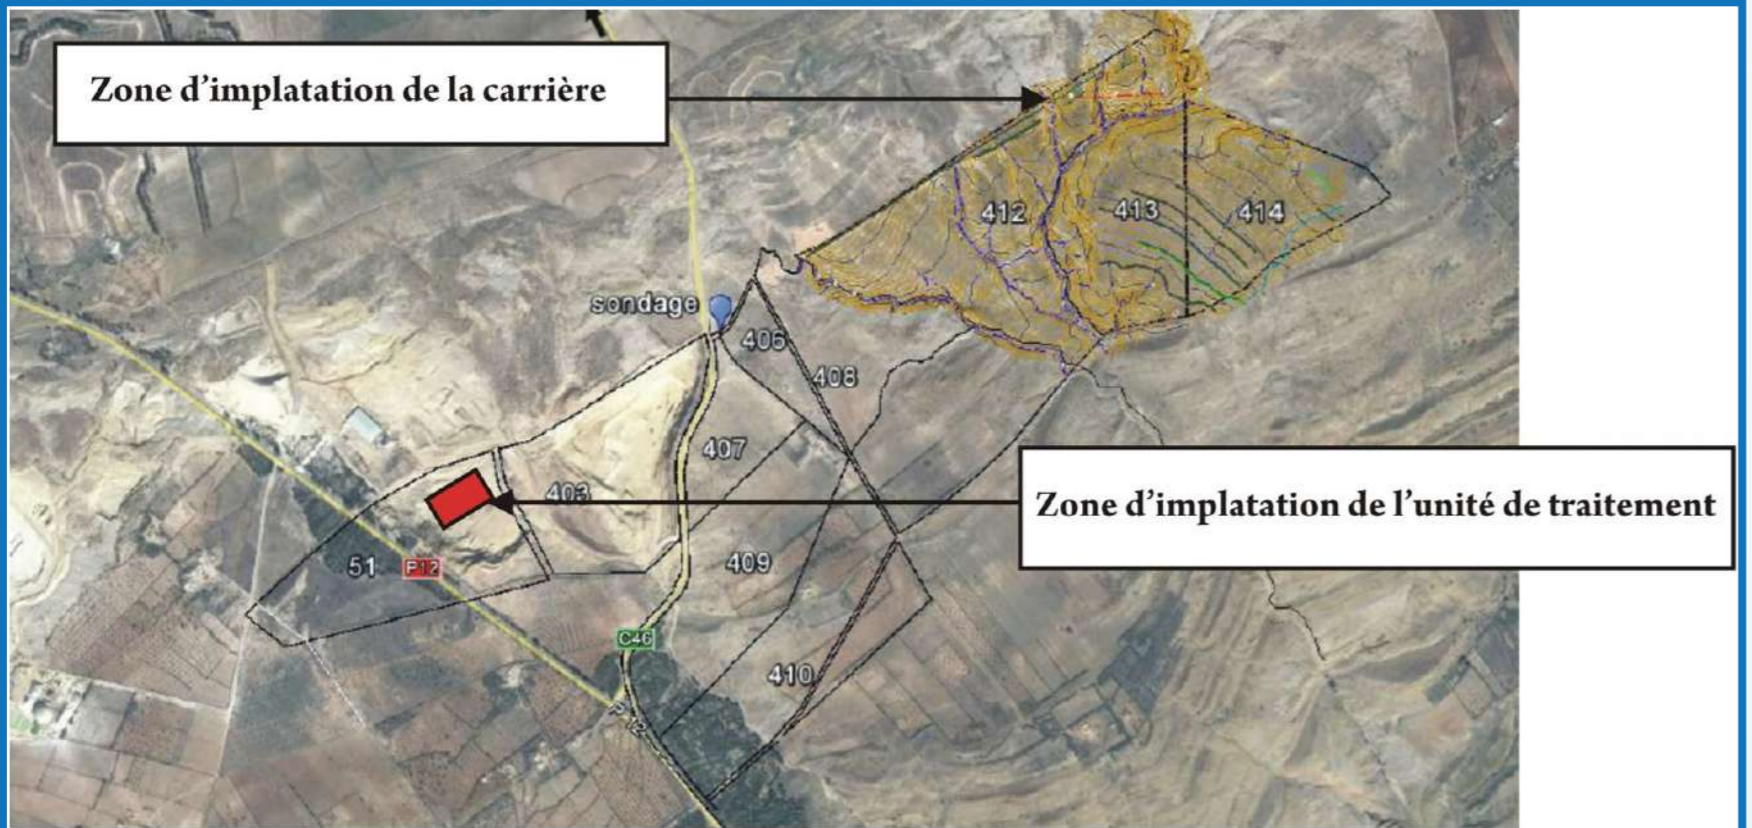 Zone d'implatation de la carrière
412
413
414
sondage
406
408
407
403
Zone d'implatation de l'unité de traitement
51
P12
409
C46
410
P 12